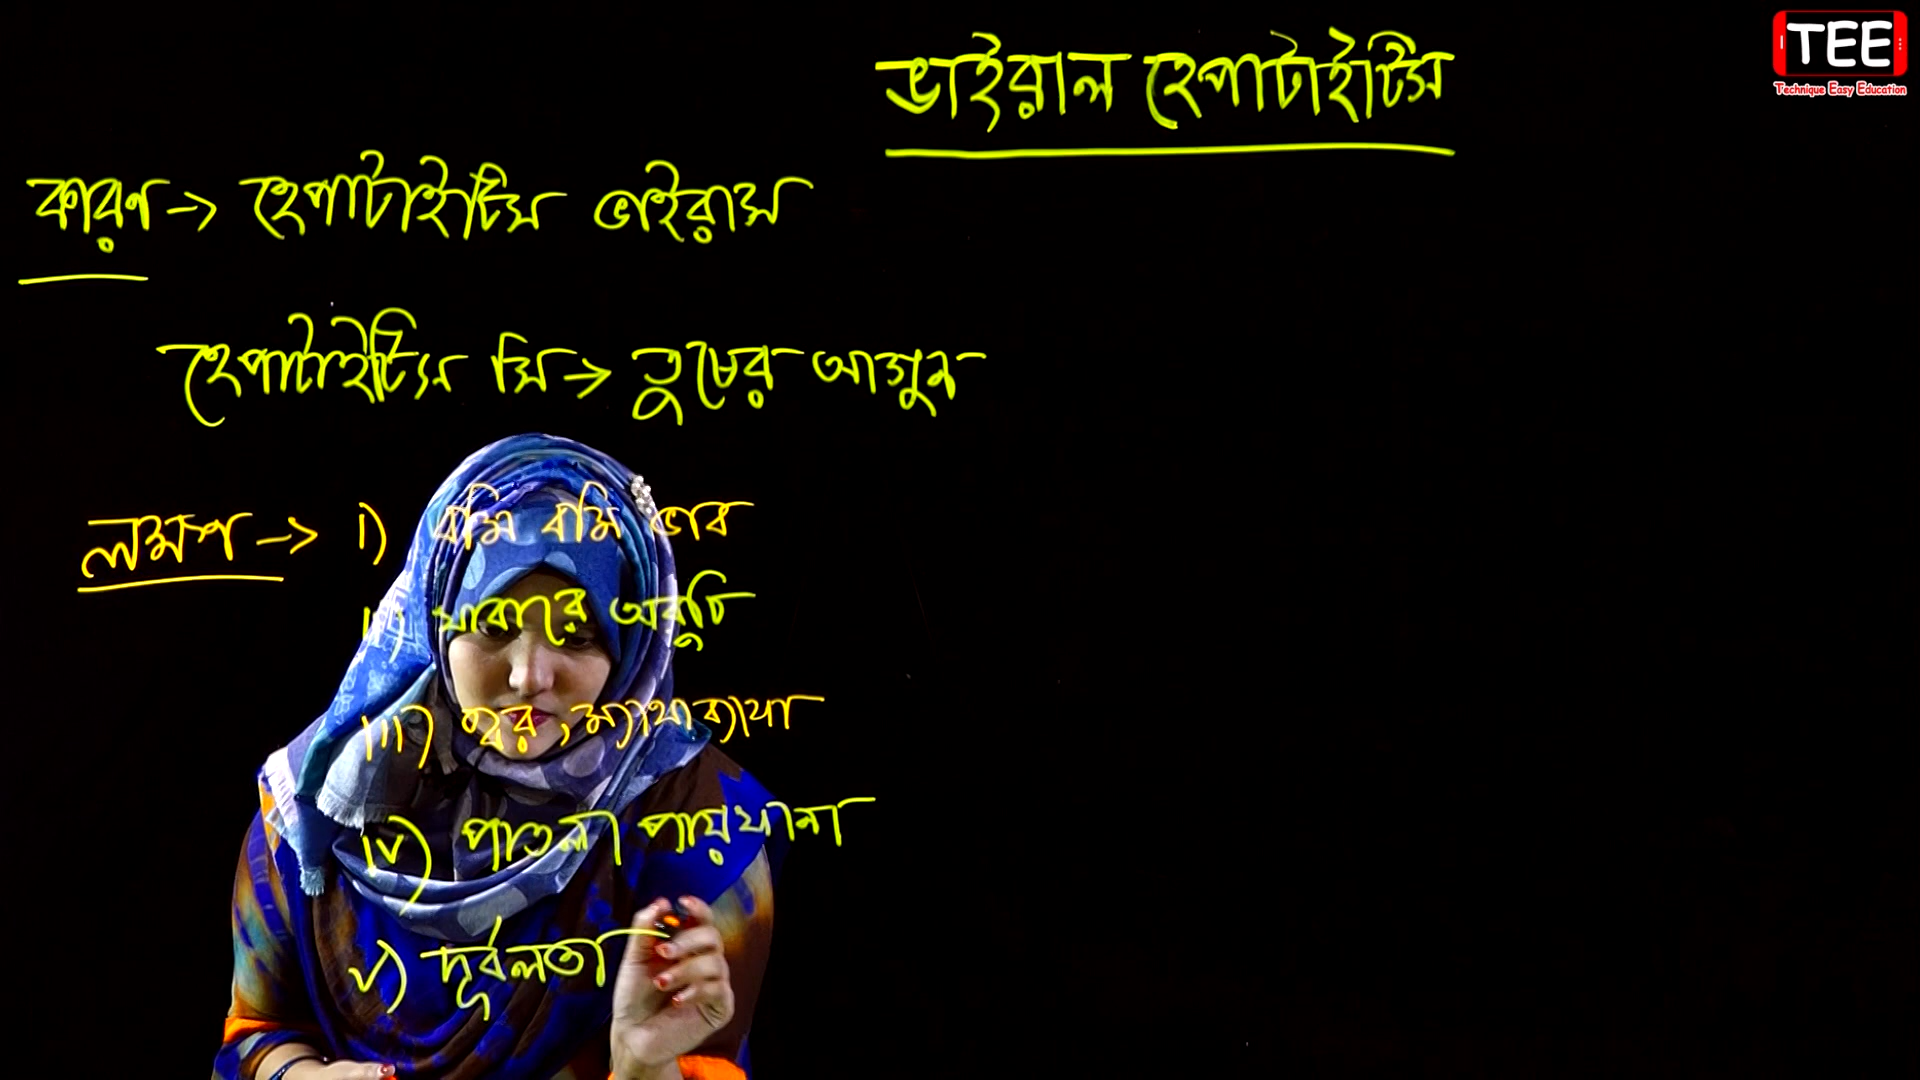 ভাইরাল হেপাটাইটিস
TEE
Technique Easy Education
কারণ → হেপাটাইটিস ভাইরাস
হেপাটাইটিস সি → তুষের আগুন
লক্ষণ → i) বমি বমি ভাব
ii) খাবারে অরুচি
iii) জ্বর, মাথাব্যাথা
iv) পাতলা পায়খানা
v) দূর্বলতা